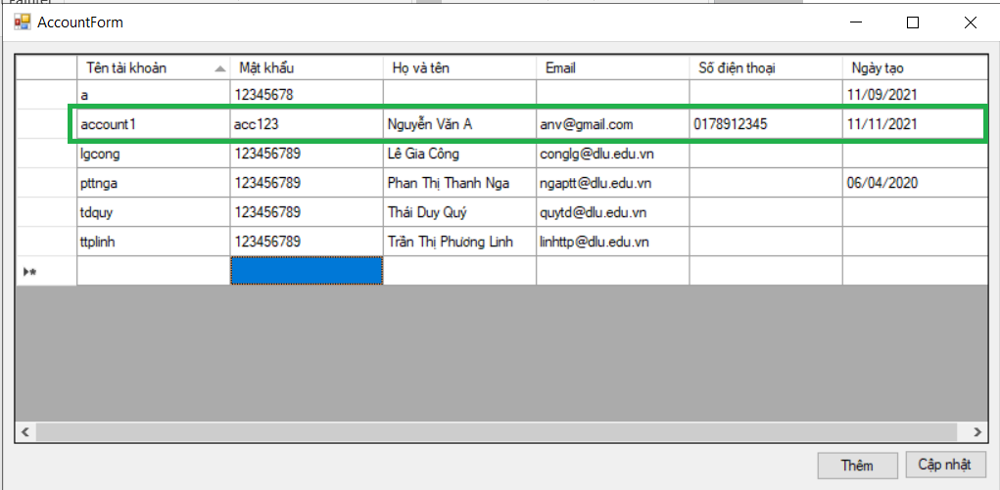 AccountForm
Tên tài khoản Mật khẩu Họ và tên Email Số điện thoại Ngày tạo
a 12345678 11/09/2021
account1 acc123 Nguyễn Văn A anv@gmail.com 0178912345 11/11/2021
lgcong 123456789 Lê Gia Công conglg@dlu.edu.vn
pttnga 123456789 Phan Thị Thanh Nga ngaptt@dlu.edu.vn 06/04/2020
tdquy 123456789 Thái Duy Quý quytd@dlu.edu.vn
ttplinh 123456789 Trần Thị Phương Linh linhttp@dlu.edu.vn
Thêm Cập nhật